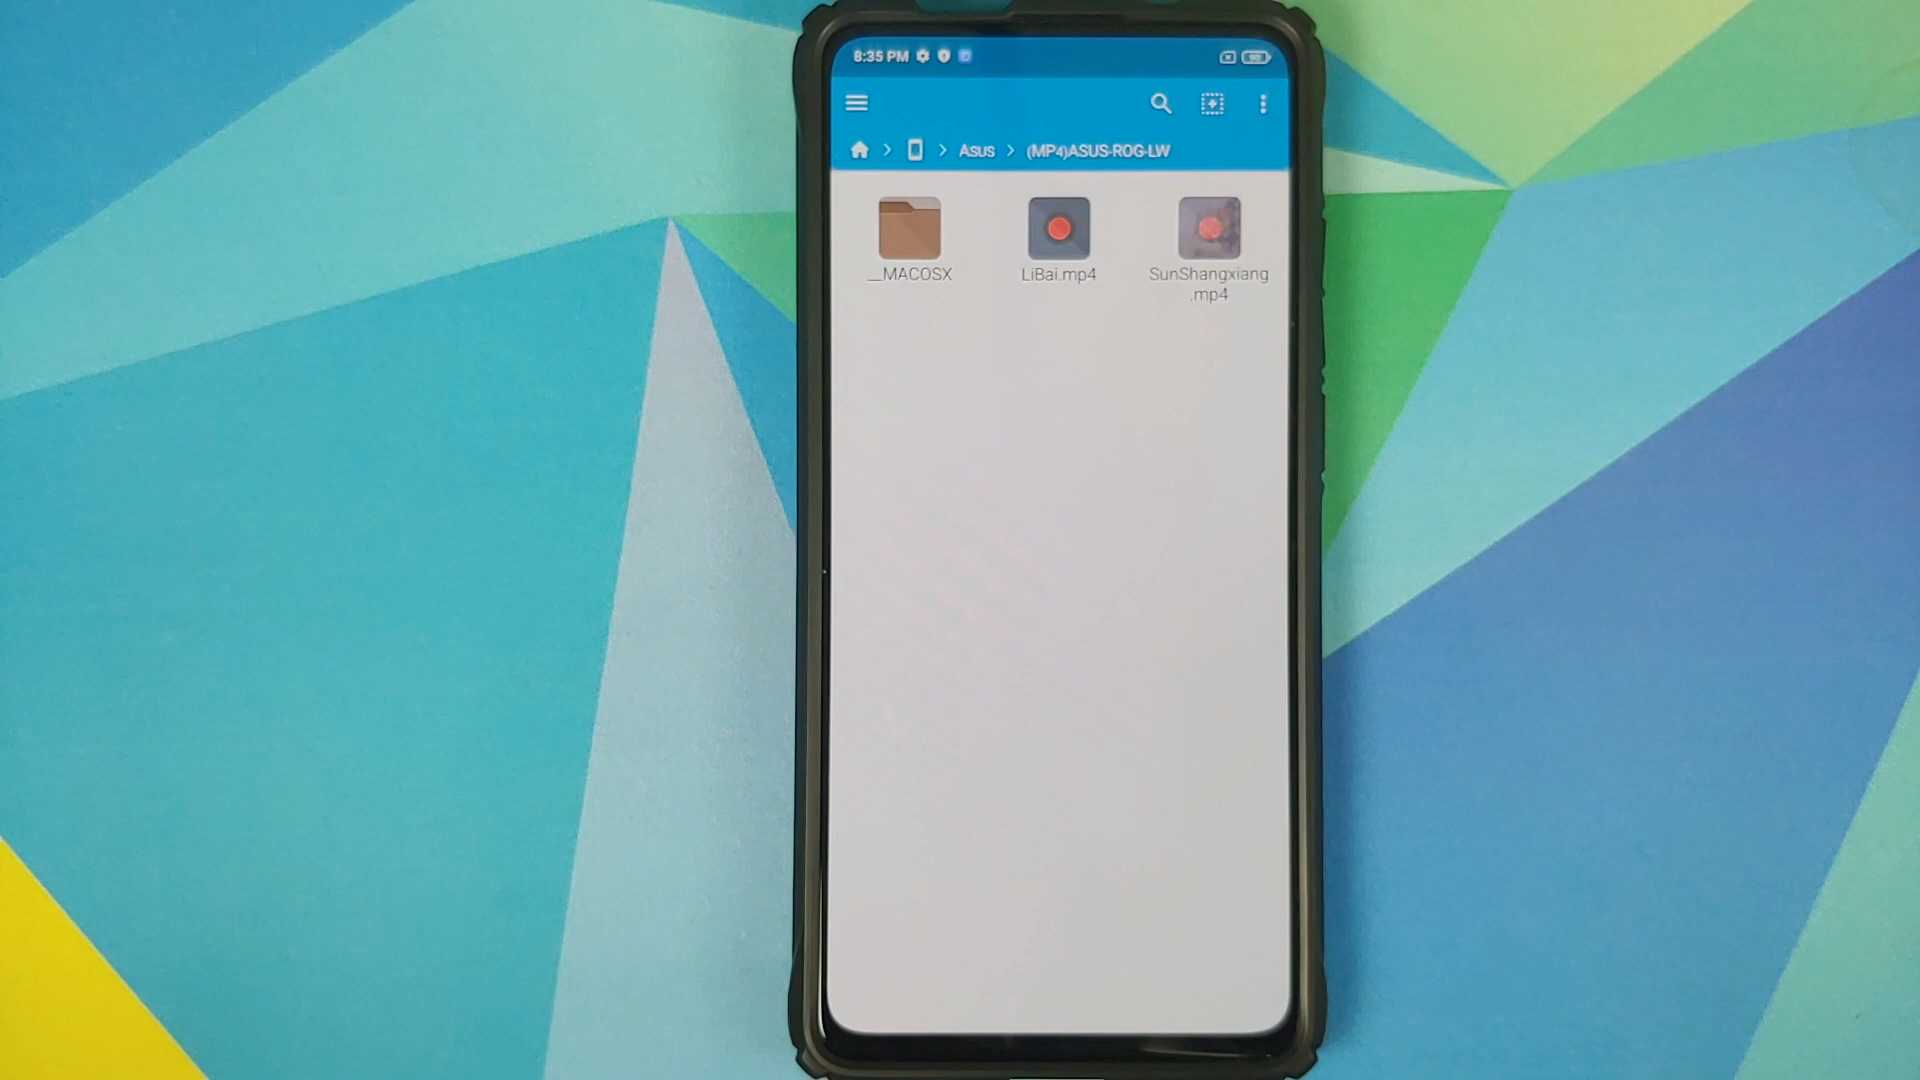 8:35 PM
Asus (MP4)ASUS-ROG-LW
__MACOSX
LiBai.mp4
SunShangxiang
.mp4